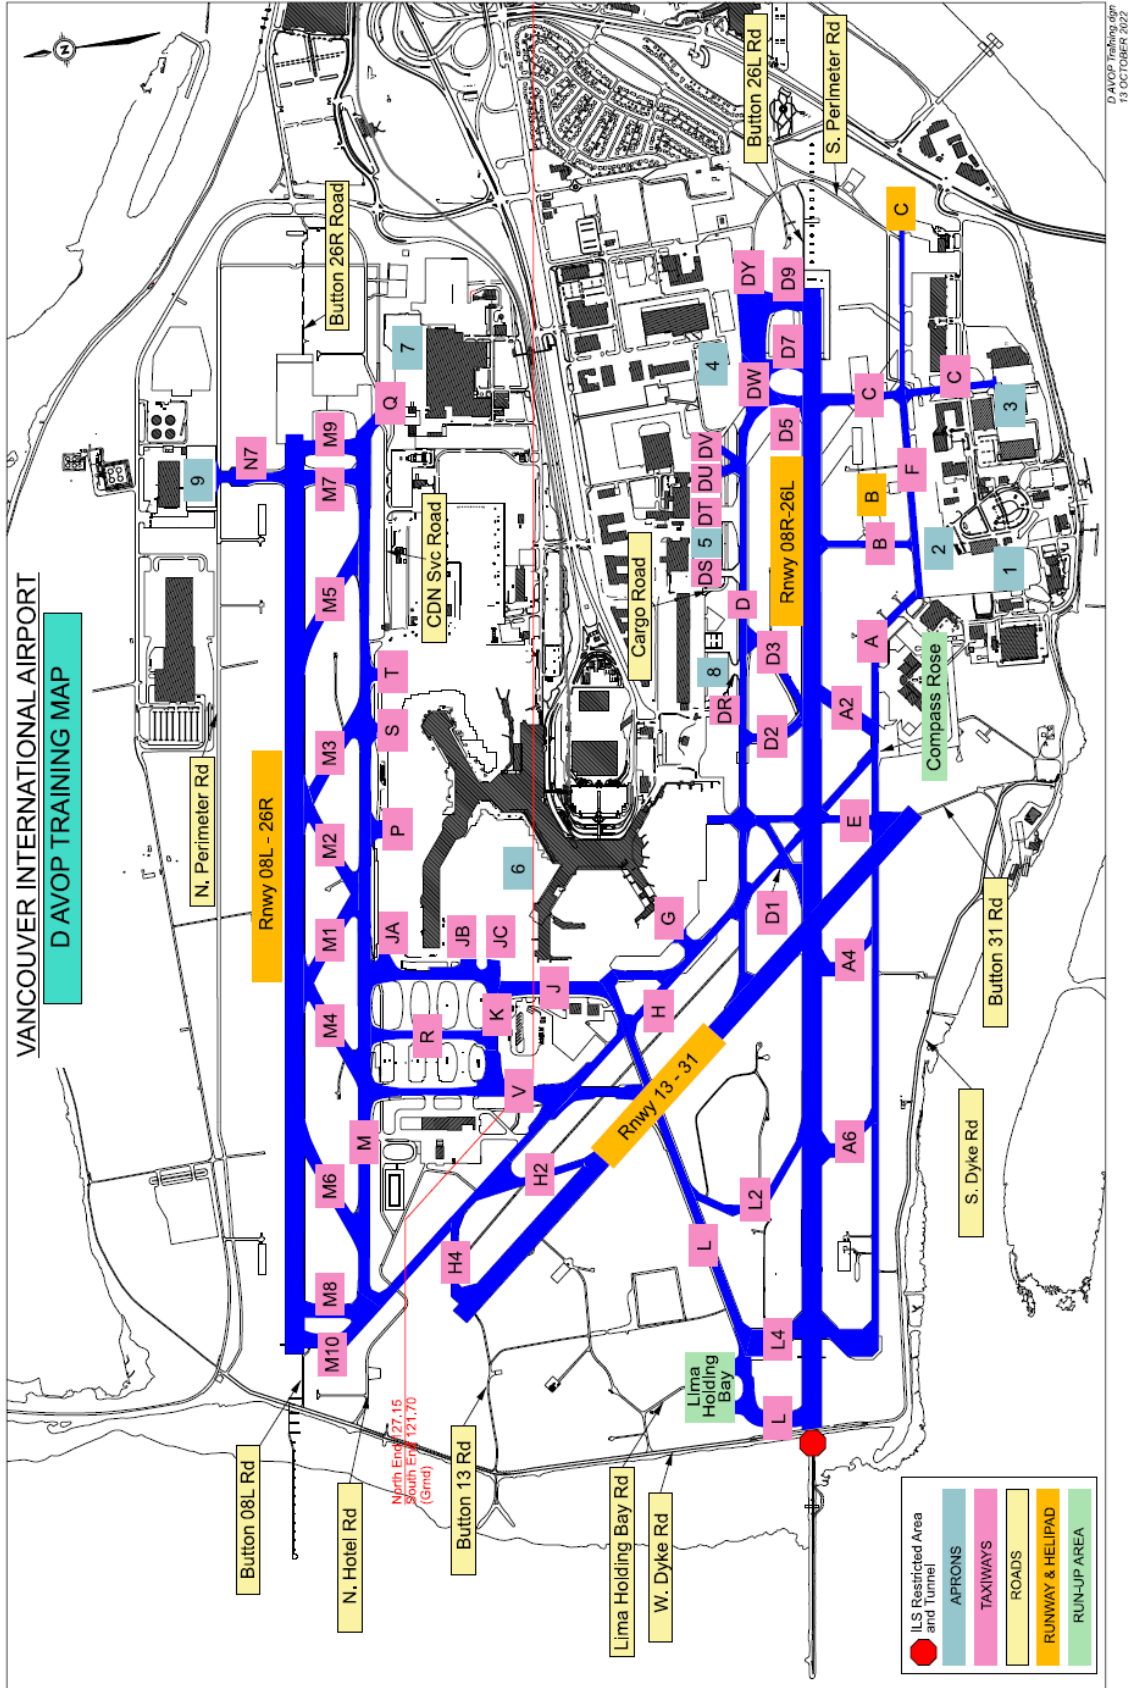 VANCOUVER INTERNATIONAL AIRPORT
D AVOP TRAINING MAP
N
D AVOP Training.dgn
13 OCTOBER 2022
Button 08L Rd
N. Hotel Rd
Button 13 Rd
Lima Holding Bay Rd
W. Dyke Rd
North End 127.15
South End 121.70
(Grnd)
Rnwy 08L - 26R
N. Perimeter Rd
Button 26R Road
CDN Svc Road
Cargo Road
Button 26L Rd
S. Perimeter Rd
M10
M8
M6
M4
M1
M2
M3
M5
M7
M9
N7
9
Q
7
M
R
JA
JB
JC
J
K
V
P
S
T
6
H4
H2
H
G
Rnwy 13 - 31
L
L2
L4
L
Lima
Holding
Bay
D1
D2
D3
D
DR
8
DS
5
DT
DU
DV
4
DW
DY
D5
D7
D9
Rnwy 08R-26L
A6
A4
E
A2
A
B
B
C
C
C
F
1
2
3
Compass Rose
Button 31 Rd
S. Dyke Rd
ILS Restricted Area
and Tunnel
APRONS
TAXIWAYS
ROADS
RUNWAY & HELIPAD
RUN-UP AREA